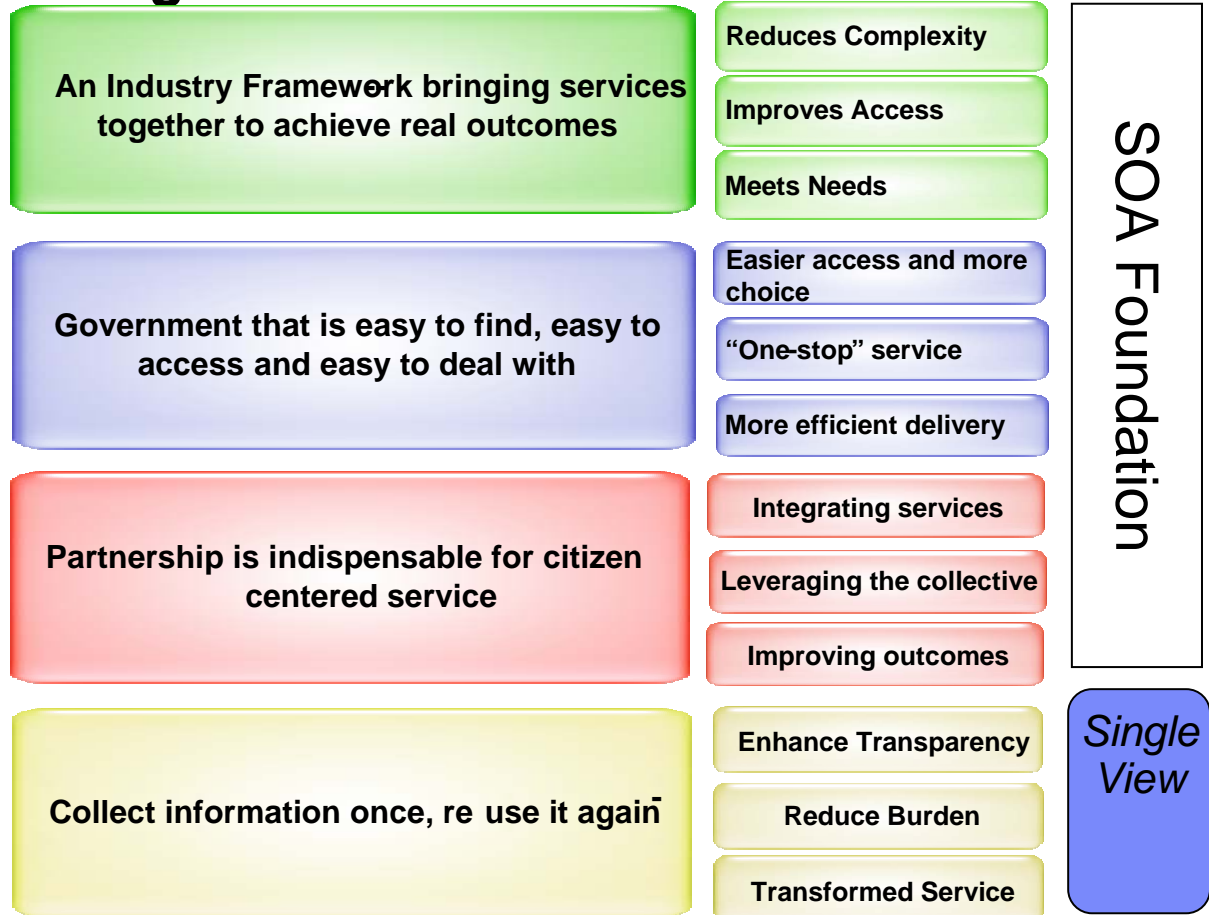 An Industry Framework bringing services
together to achieve real outcomes
Reduces Complexity
Improves Access
Meets Needs
Government that is easy to find, easy to
access and easy to deal with
Easier access and more
choice
“One-stop” service
More efficient delivery
Partnership is indispensable for citizen
centered service
Integrating services
Leveraging the collective
Improving outcomes
Collect information once, re use it again-
Enhance Transparency
Reduce Burden
Transformed Service
SOA Foundation
Single
View